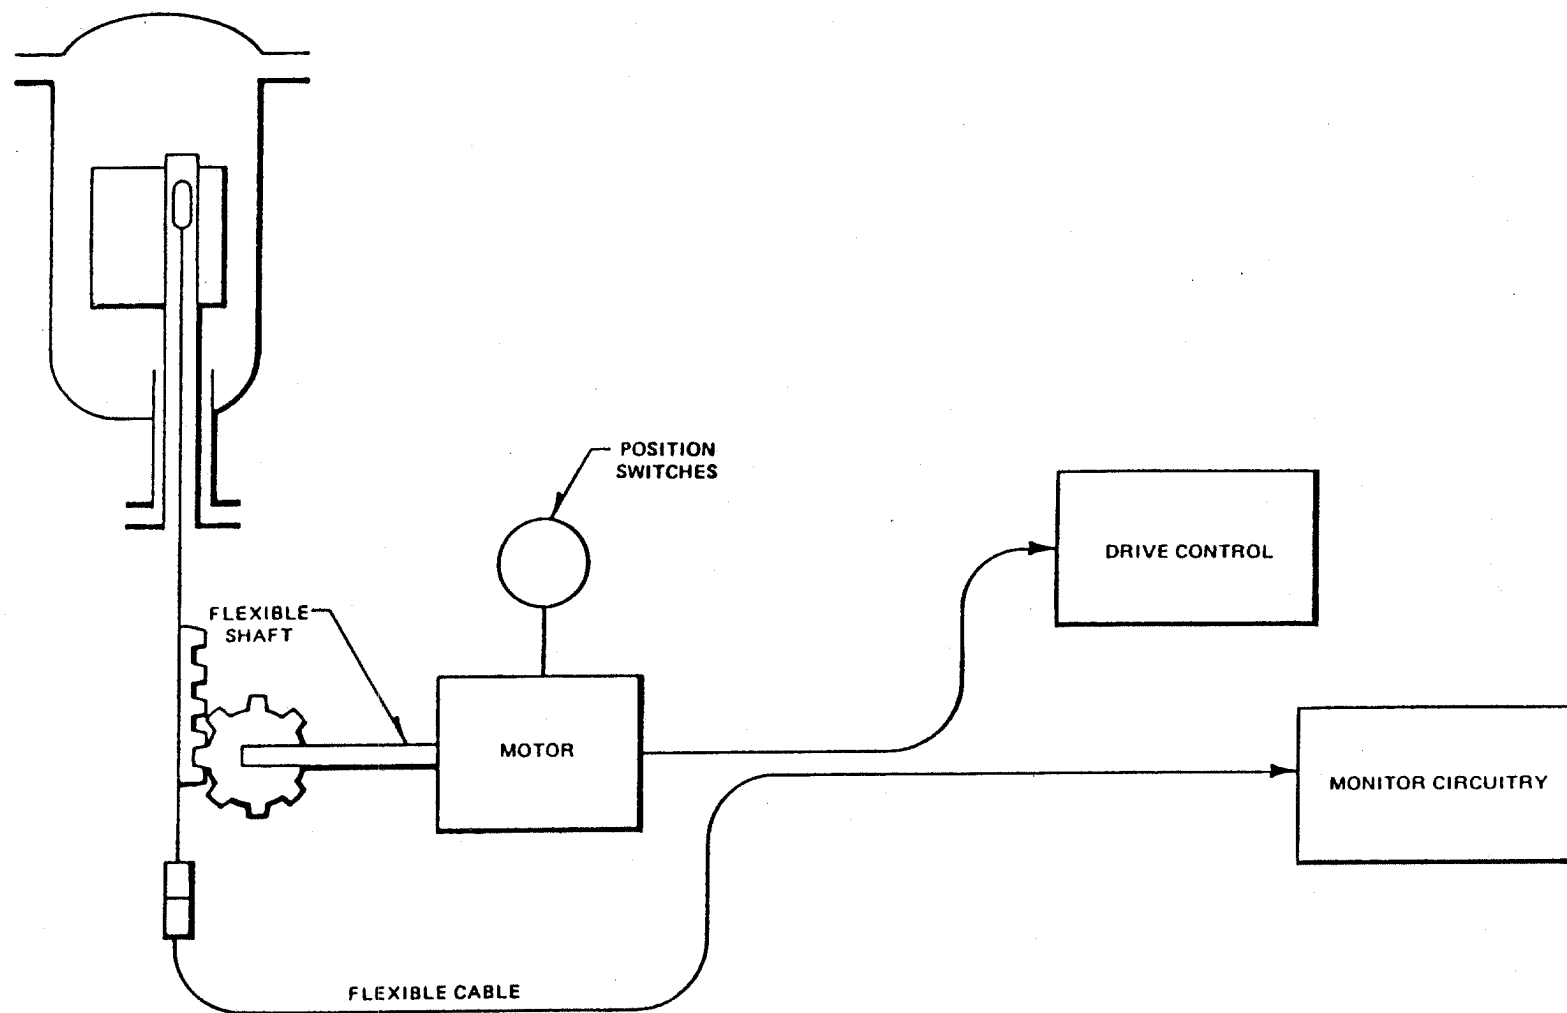 POSITION
SWITCHES
DRIVE CONTROL
FLEXIBLE
SHAFT
MOTOR
MONITOR CIRCUITRY
FLEXIBLE CABLE